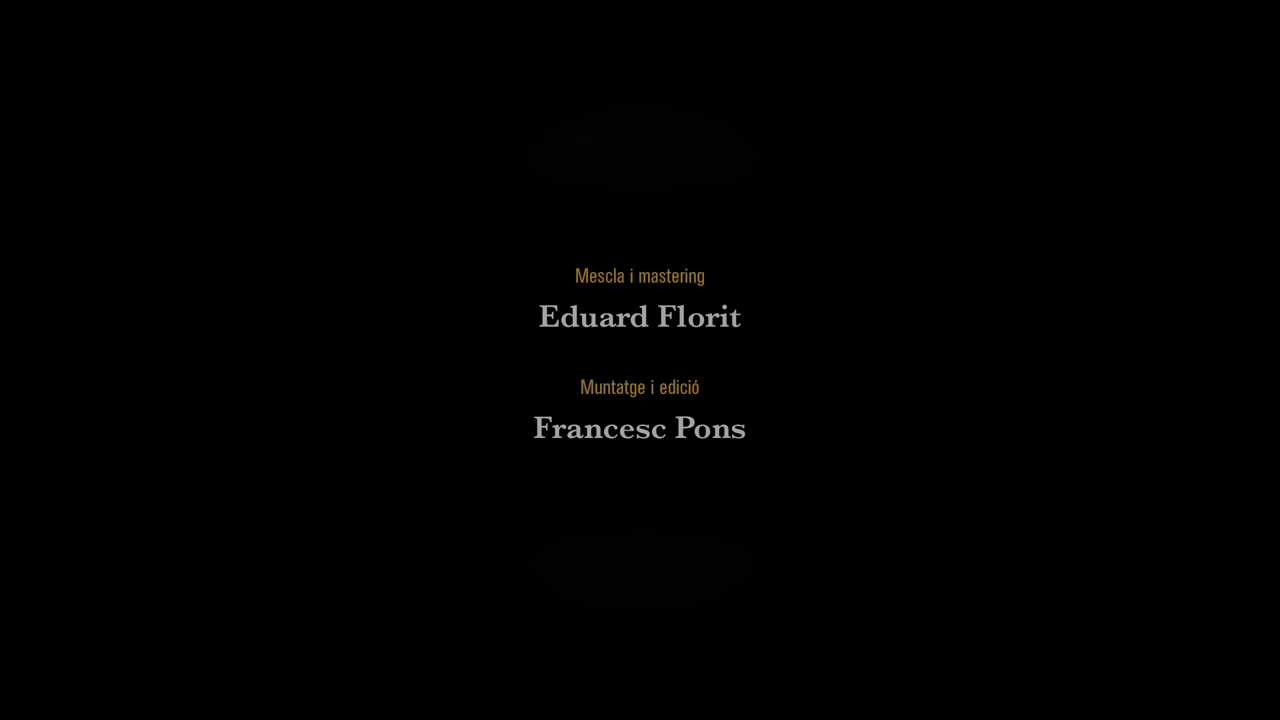 Mescla i mastering
Eduard Florit
Muntatge i edició
Francesc Pons